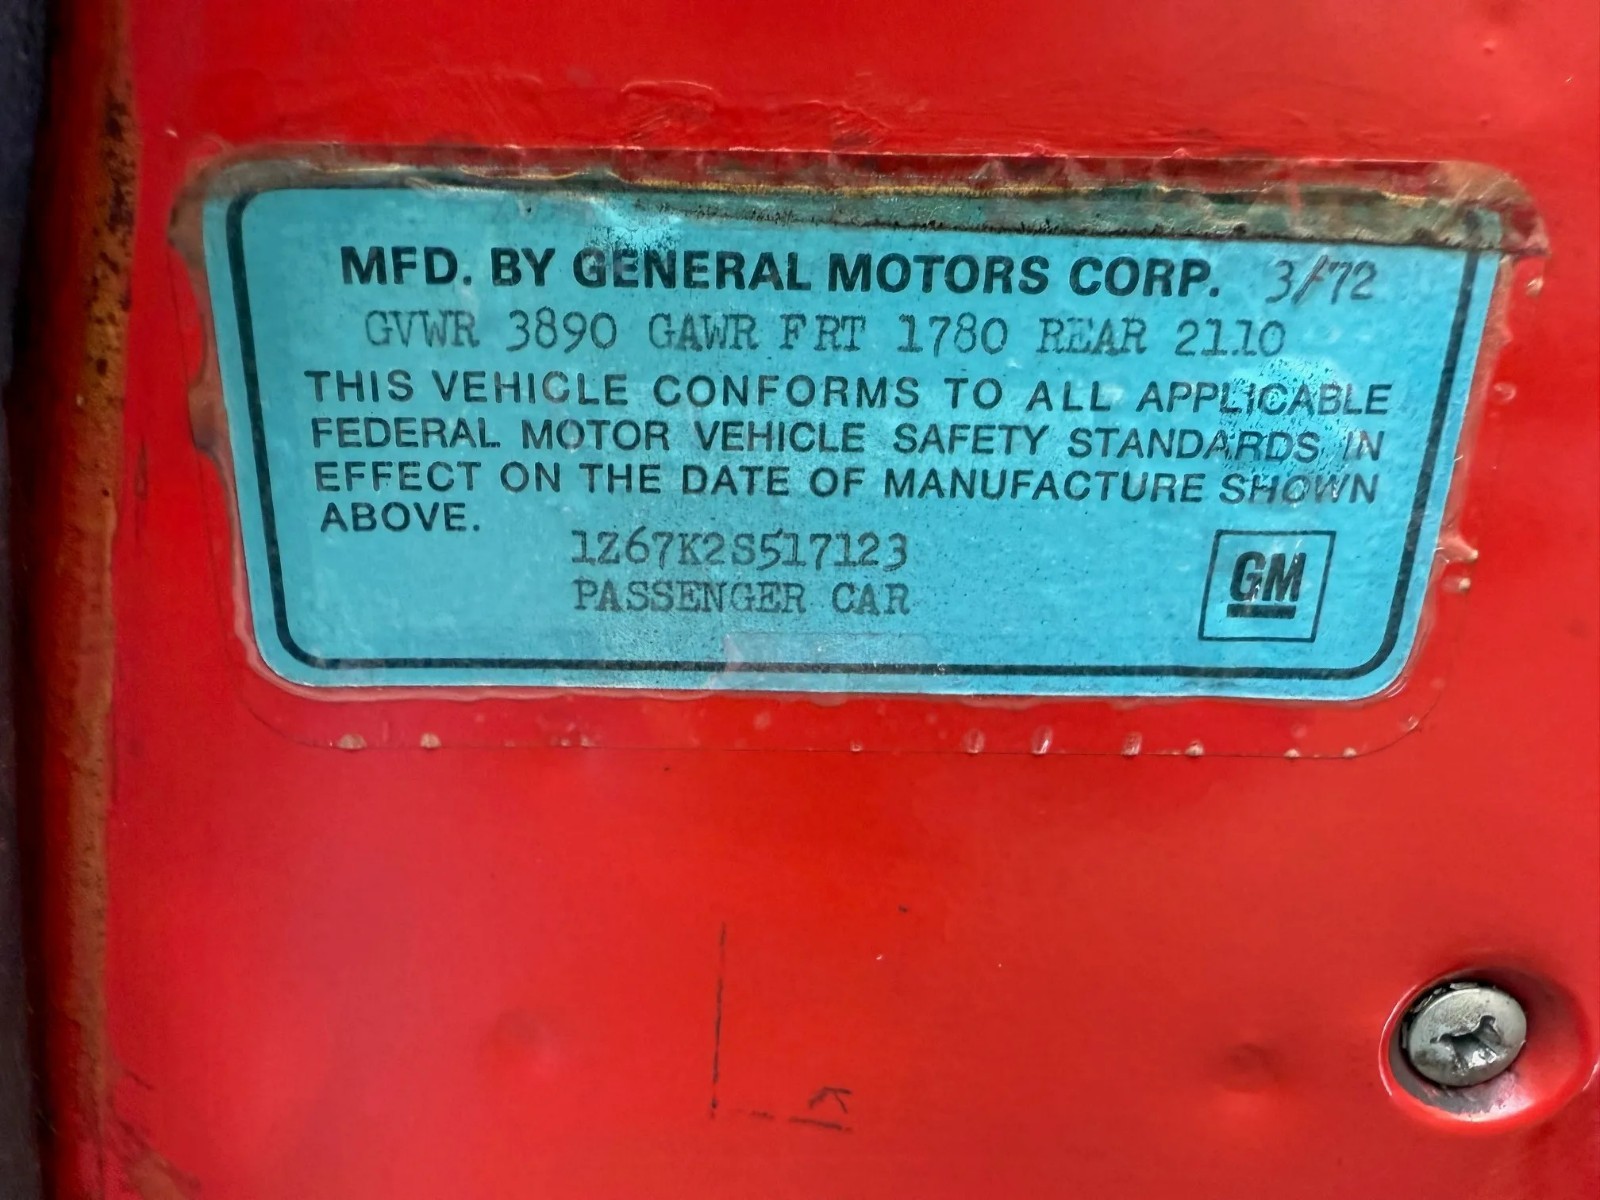 MFD. BY GENERAL MOTORS CORP. 3/72
GVWR 3890 GAWR FRT 1780 REAR 2110
THIS VEHICLE CONFORMS TO ALL APPLICABLE
FEDERAL MOTOR VEHICLE SAFETY STANDARDS IN
EFFECT ON THE DATE OF MANUFACTURE SHOWN
ABOVE.
1Z67K2S517123
PASSENGER CAR
GM